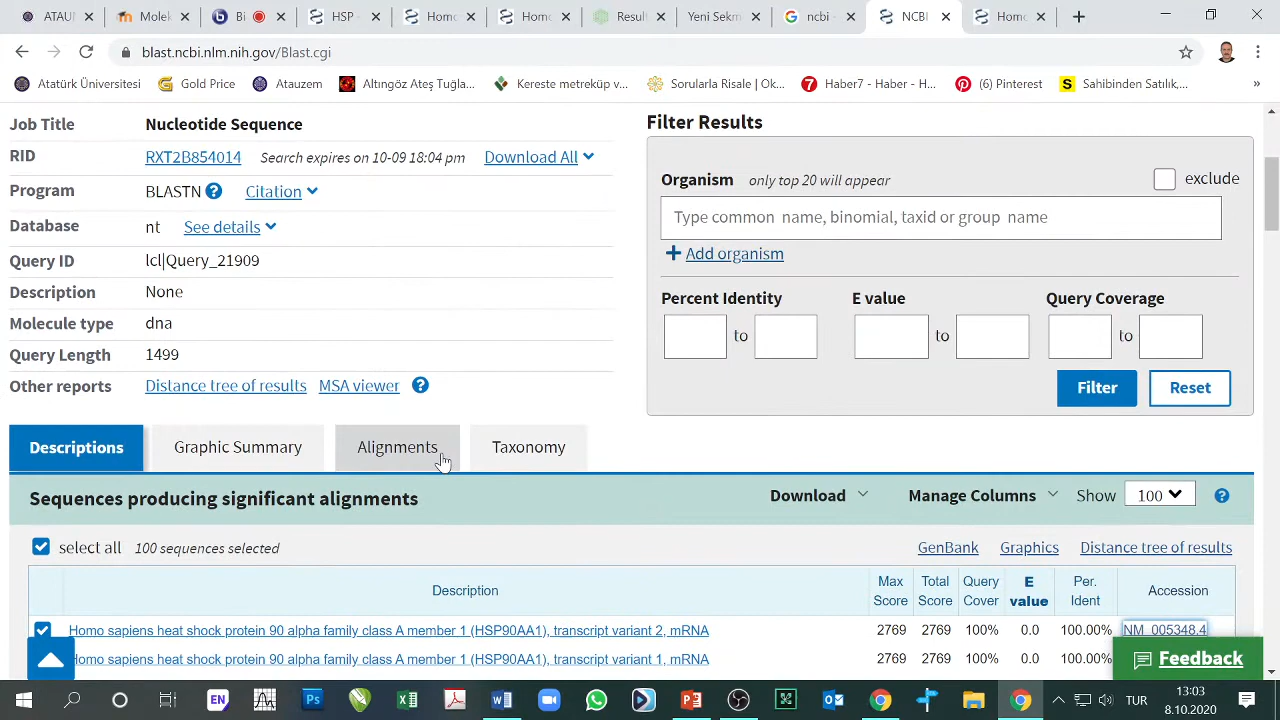 ATAUI
Molek
Bi
HSP
Homo
Homo
Resul
Yeni Sekm
ncbi -
NCBI
Homo
blast.ncbi.nlm.nih.gov/Blast.cgi
Atatürk Üniversitesi
Gold Price
Atauzem
Altıngöz Ateş Tuğla...
Kereste metreküp v...
Sorularla Risale | Ok...
Haber7 - Haber - H...
(6) Pinterest
Sahibinden Satılık,...
»
Job Title Nucleotide Sequence
RID RXT2B854014 Search expires on 10-09 18:04 pm Download All
Program BLASTN ? Citation
Database nt See details
Query ID lcl|Query_21909
Description None
Molecule type dna
Query Length 1499
Other reports Distance tree of results MSA viewer ?
Filter Results
Organism only top 20 will appear exclude
Type common name, binomial, taxid or group name
+ Add organism
Percent Identity E value Query Coverage
to to to
Filter Reset
Descriptions Graphic Summary Alignments Taxonomy
Sequences producing significant alignments Download Manage Columns Show 100 ?
select all 100 sequences selected GenBank Graphics Distance tree of results
Description Max Score Total Score Query Cover E value Per. Ident Accession
Homo sapiens heat shock protein 90 alpha family class A member 1 (HSP90AA1), transcript variant 2, mRNA 2769 2769 100% 0.0 100.00% NM_005348.4
Homo sapiens heat shock protein 90 alpha family class A member 1 (HSP90AA1), transcript variant 1, mRNA 2769 2769 100% 0.0 100.00%
Feedback
EN
TUR
13:03
8.10.2020